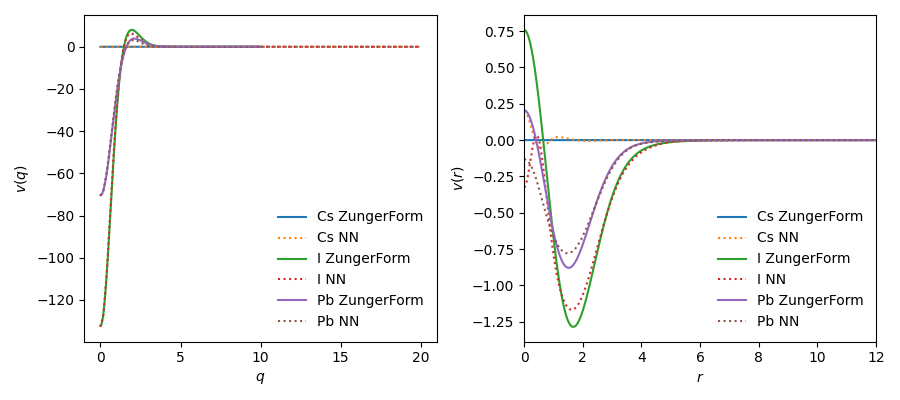 0
−20
−40
−60
−80
−100
−120
v(q)
0
5
10
15
20
q
Cs ZungerForm
Cs NN
I ZungerForm
I NN
Pb ZungerForm
Pb NN
0.75
0.50
0.25
0.00
−0.25
−0.50
−0.75
−1.00
−1.25
v(r)
0
2
4
6
8
10
12
r
Cs ZungerForm
Cs NN
I ZungerForm
I NN
Pb ZungerForm
Pb NN